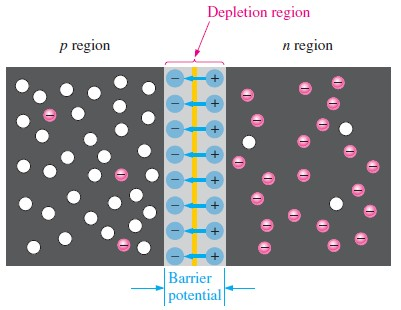 Depletion region
p region
n region
Barrier
potential